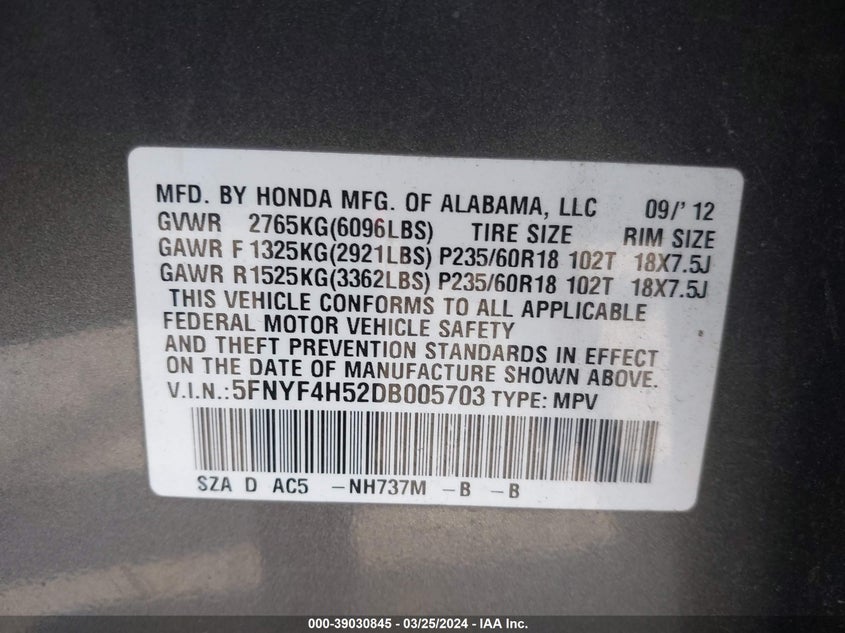 MFD. BY HONDA MFG. OF ALABAMA, LLC 09/' 12
GVWR 2765KG(6096LBS) TIRE SIZE RIM SIZE
GAWR F 1325KG(2921LBS) P235/60R18 102T 18X7.5J
GAWR R1525KG(3362LBS) P235/60R18 102T 18X7.5J
THIS VEHICLE CONFORMS TO ALL APPLICABLE
FEDERAL MOTOR VEHICLE SAFETY
AND THEFT PREVENTION STANDARDS IN EFFECT
ON THE DATE OF MANUFACTURE SHOWN ABOVE.
V.I.N.:5FNYF4H52DB005703 TYPE: MPV
SZA D AC5 -NH737M -B -B
000-39030845 - 03/25/2024 - IAA Inc.